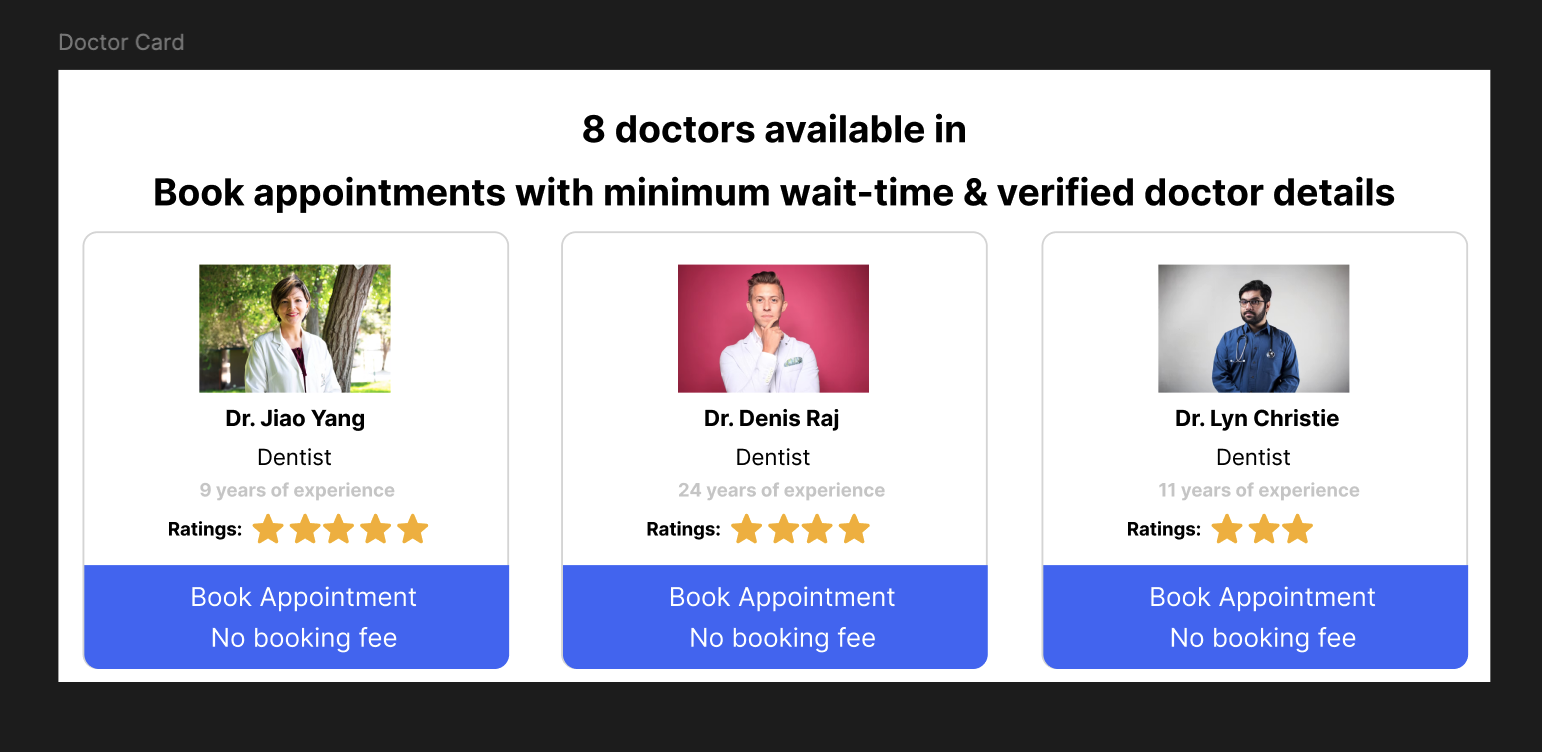 Doctor Card
8 doctors available in
Book appointments with minimum wait-time & verified doctor details
Dr. Jiao Yang
Dentist
9 years of experience
Ratings:
Book Appointment
No booking fee
Dr. Denis Raj
Dentist
24 years of experience
Ratings:
Book Appointment
No booking fee
Dr. Lyn Christie
Dentist
11 years of experience
Ratings:
Book Appointment
No booking fee